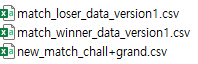 match_loser_data_version1.csv
match_winner_data_version1.csv
new_match_chall+grand.csv